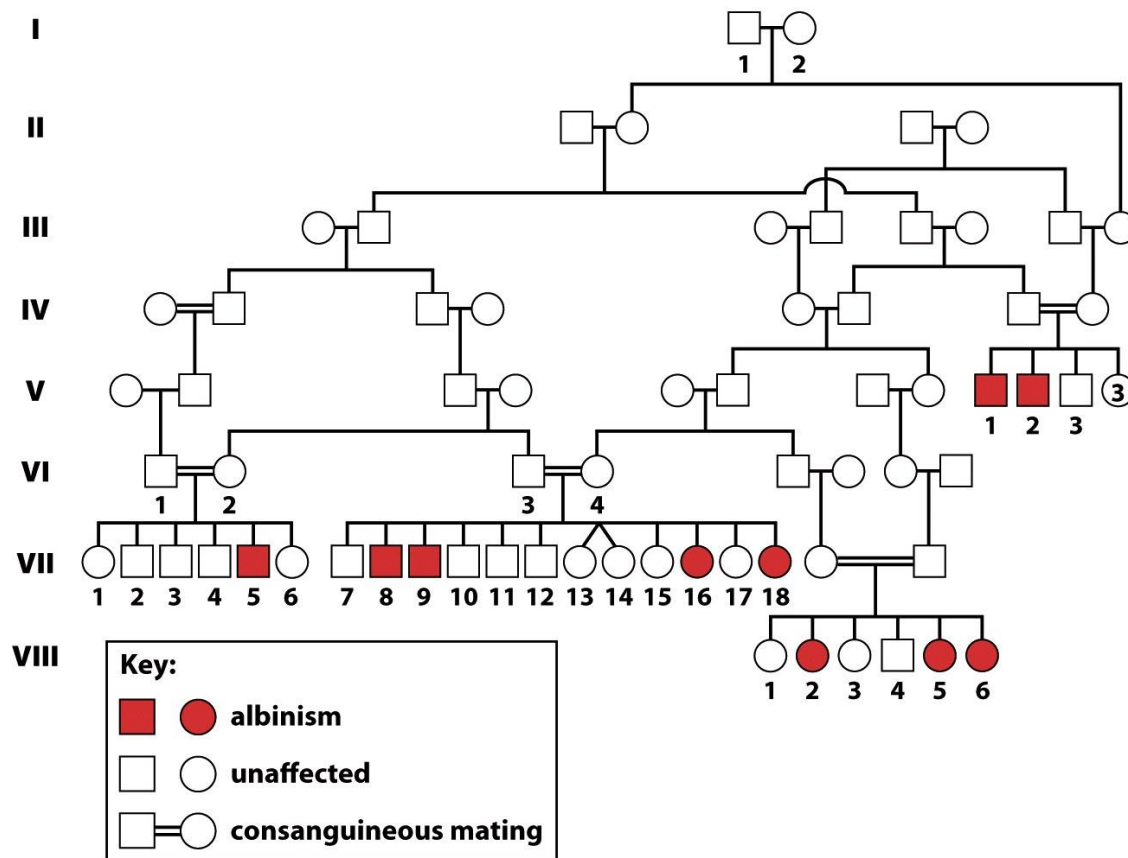 I
1 2
II
III
IV
V
3
1 2 3
VI
1 2 3 4
VII
1 2 3 4 5 6 7 8 9 10 11 12 13 14 15 16 17 18
VIII
1 2 3 4 5 6
Key:
albinism
unaffected
consanguineous mating